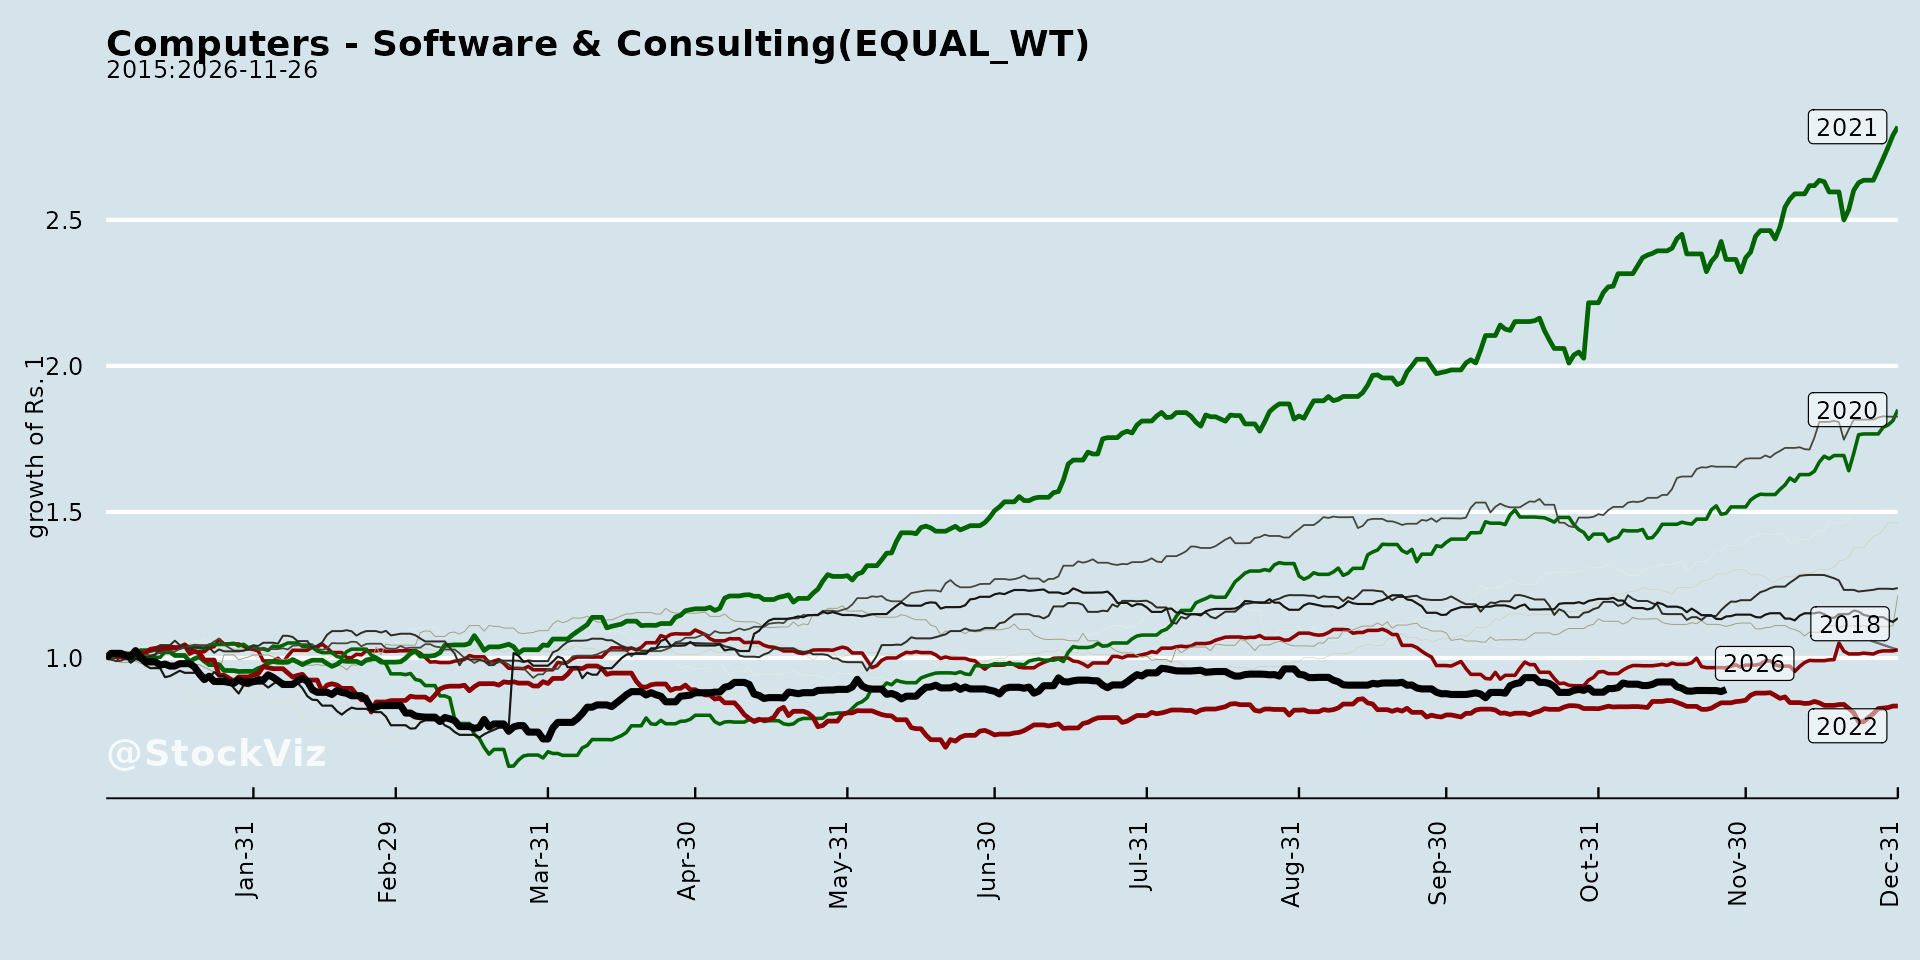 Computers - Software & Consulting(EQUAL_WT)
2015:2026-11-26
growth of Rs. 1
2.5
2.0
1.5
1.0
2021
2020
2018
2026
2022
@StockViz
Jan-31
Feb-29
Mar-31
Apr-30
May-31
Jun-30
Jul-31
Aug-31
Sep-30
Oct-31
Nov-30
Dec-31